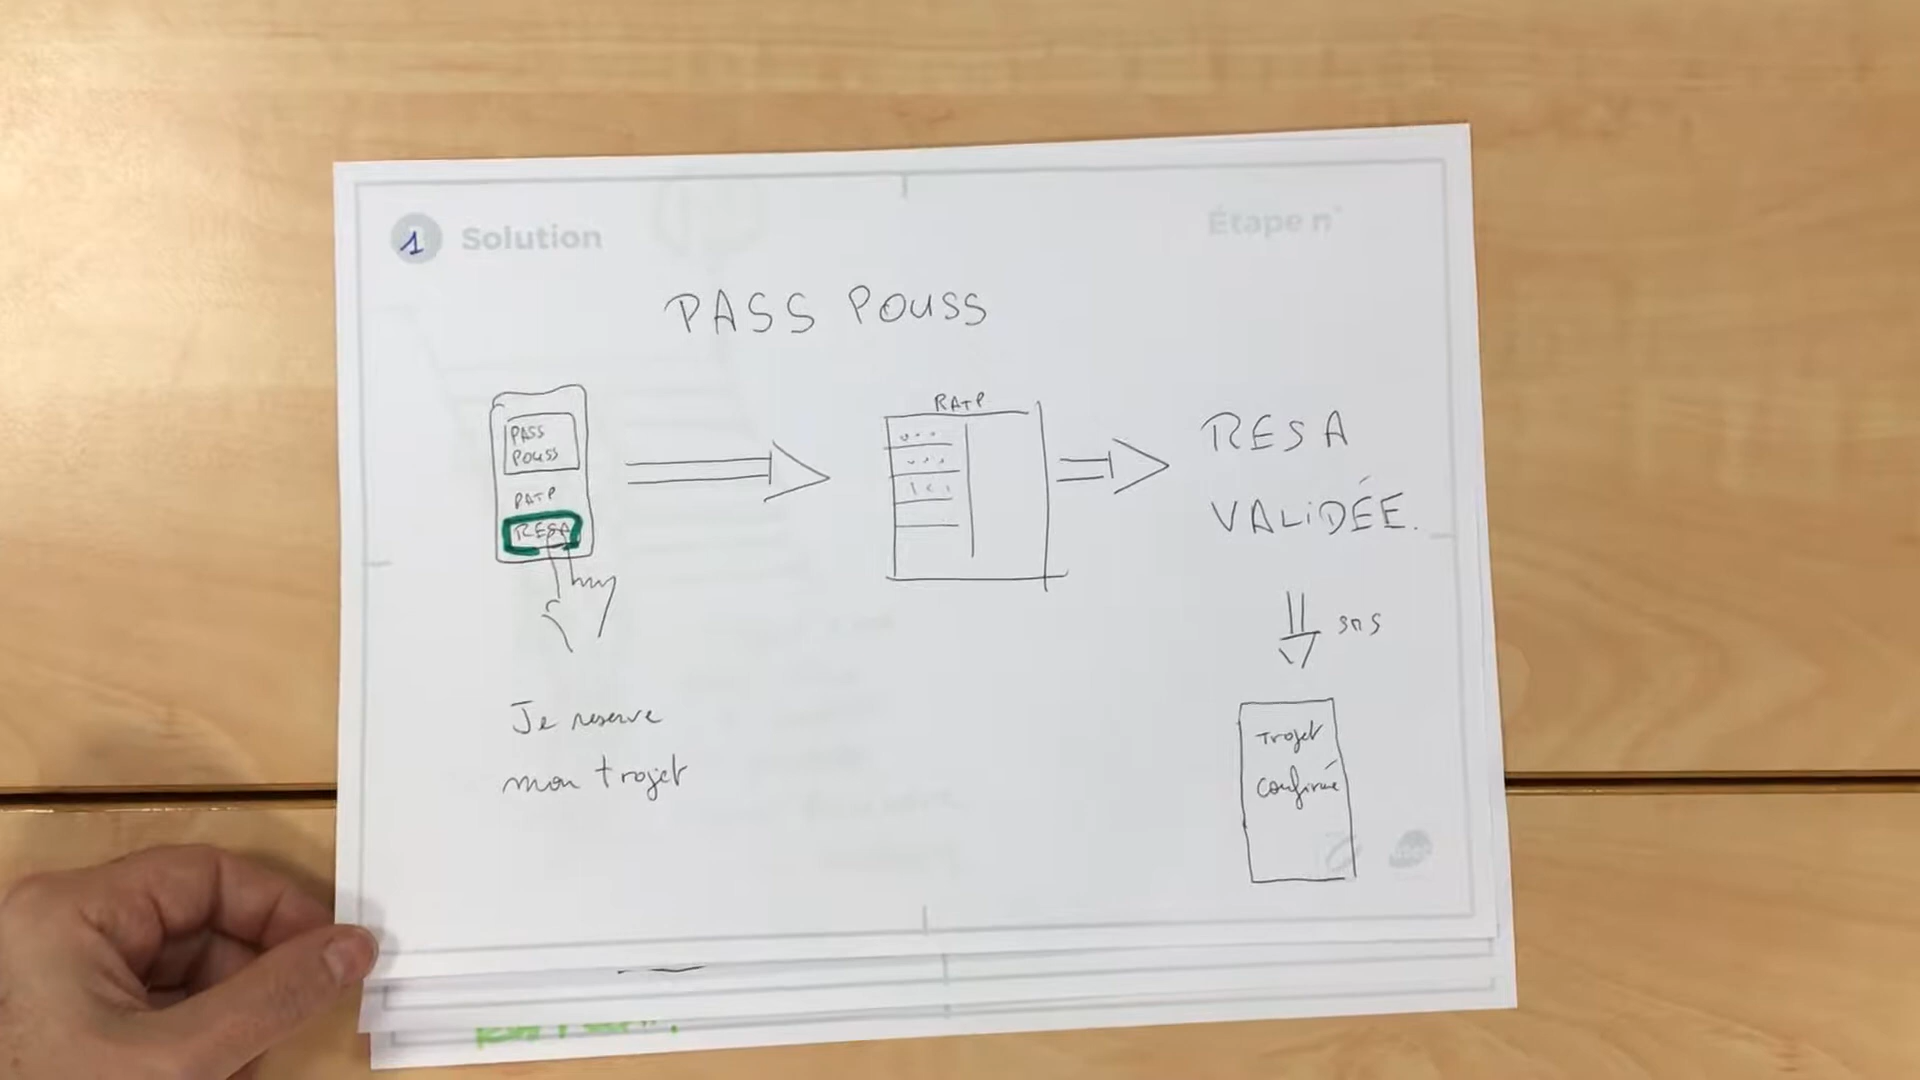 1 Solution
Étape n°
PASS POUSS
PASS
POUSS
RATP
RESA
RATP
RESA
VALIDÉE.
SMS
Je reserve
mon trajet
Trajet
confirmé